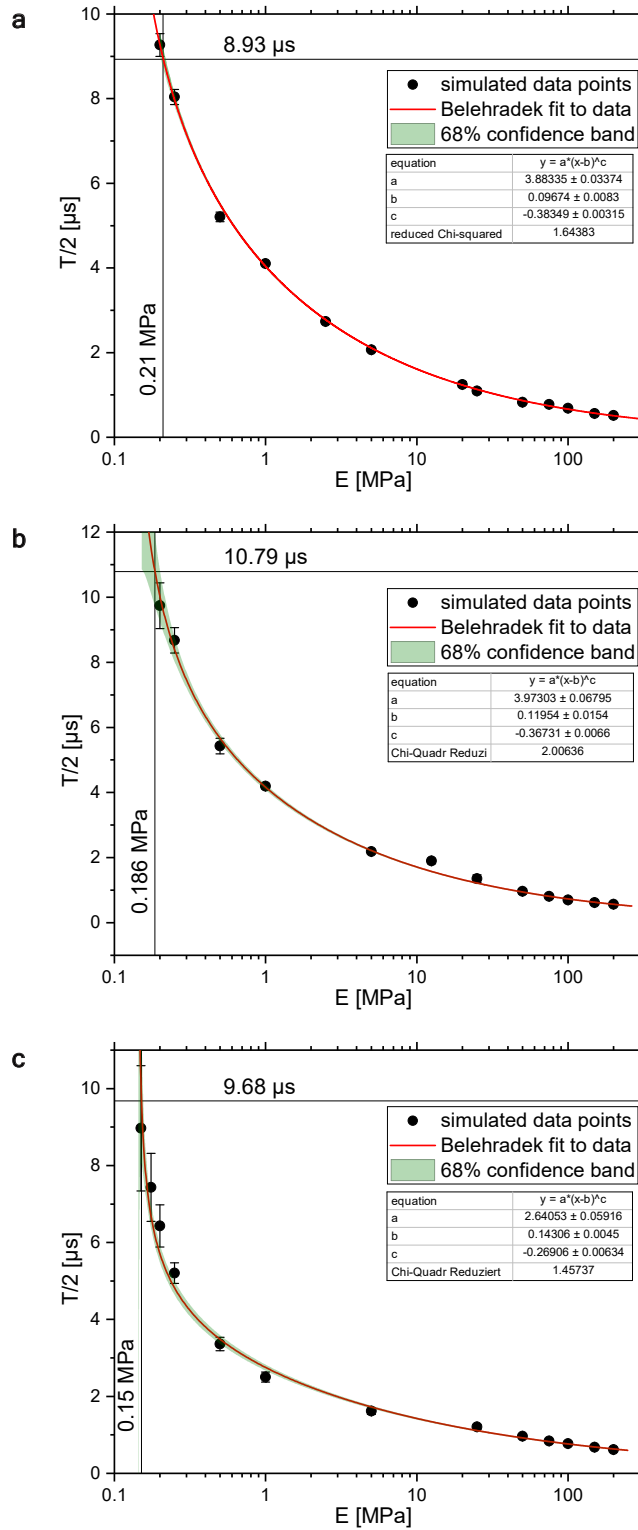 a
10
8
6
4
2
0
T/2 [µs]
8.93 µs
0.21 MPa
simulated data points
Belehradek fit to data
68% confidence band
equation y = a*(x-b)^c
a 3.88335 ± 0.03374
b 0.09674 ± 0.0083
c -0.38349 ± 0.00315
reduced Chi-squared 1.64383
0.1 1 10 100
E [MPa]
b
12
10
8
6
4
2
0
T/2 [µs]
10.79 µs
0.186 MPa
simulated data points
Belehradek fit to data
68% confidence band
equation y = a*(x-b)^c
a 3.97303 ± 0.06795
b 0.11954 ± 0.0154
c -0.36731 ± 0.0066
Chi-Quadr Reduzi 2.00636
0.1 1 10 100
E [MPa]
c
10
8
6
4
2
0
T/2 [µs]
9.68 µs
0.15 MPa
simulated data points
Belehradek fit to data
68% confidence band
equation y = a*(x-b)^c
a 2.64053 ± 0.05916
b 0.14306 ± 0.0045
c -0.26906 ± 0.00634
Chi-Quadr Reduziert 1.45737
0.1 1 10 100
E [MPa]